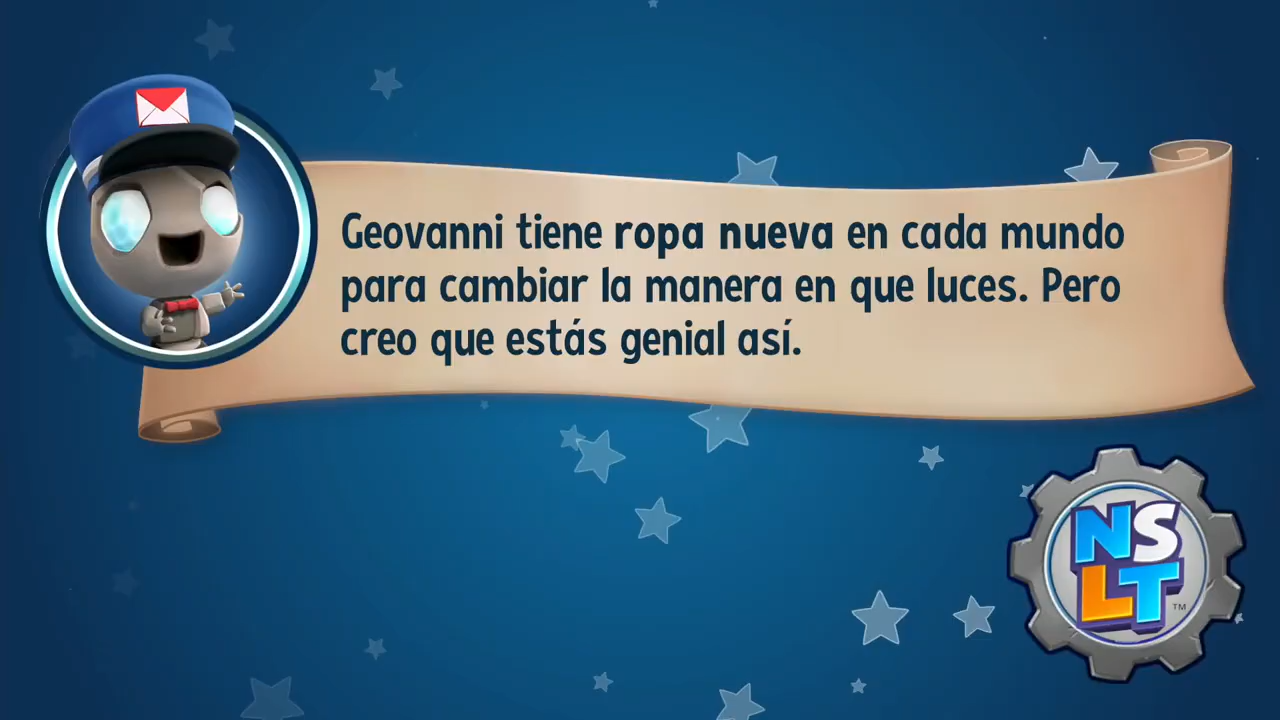 Geovanni tiene ropa nueva en cada mundo
para cambiar la manera en que luces. Pero
creo que estás genial así.
NS
LT™